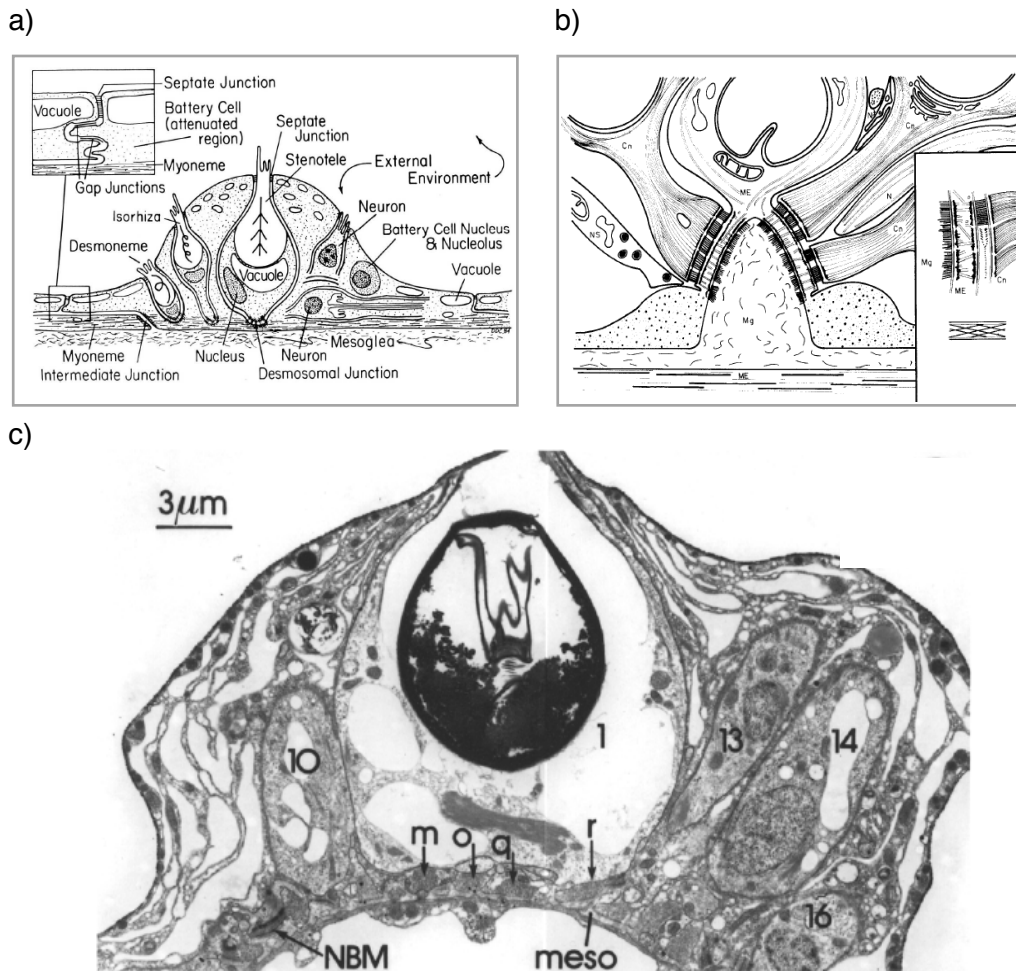 a)
b)
Septate Junction
Vacuole
Battery Cell
(attenuated
region)
Myoneme
Gap Junctions
Septate
Junction
Stenotele
External
Environment
Isorhiza
Neuron
Desmoneme
Battery Cell Nucleus
& Nucleolus
Vacuole
Vacuole
Mesoglea
Myoneme
Nucleus
Neuron
Intermediate Junction
Desmosomal Junction
Cn
Cn
ME
N
NS
Cn
Mg
ME
Cn
Mg
ME
c)
3μm
1
10
13
14
m
o
q
r
16
NBM
meso